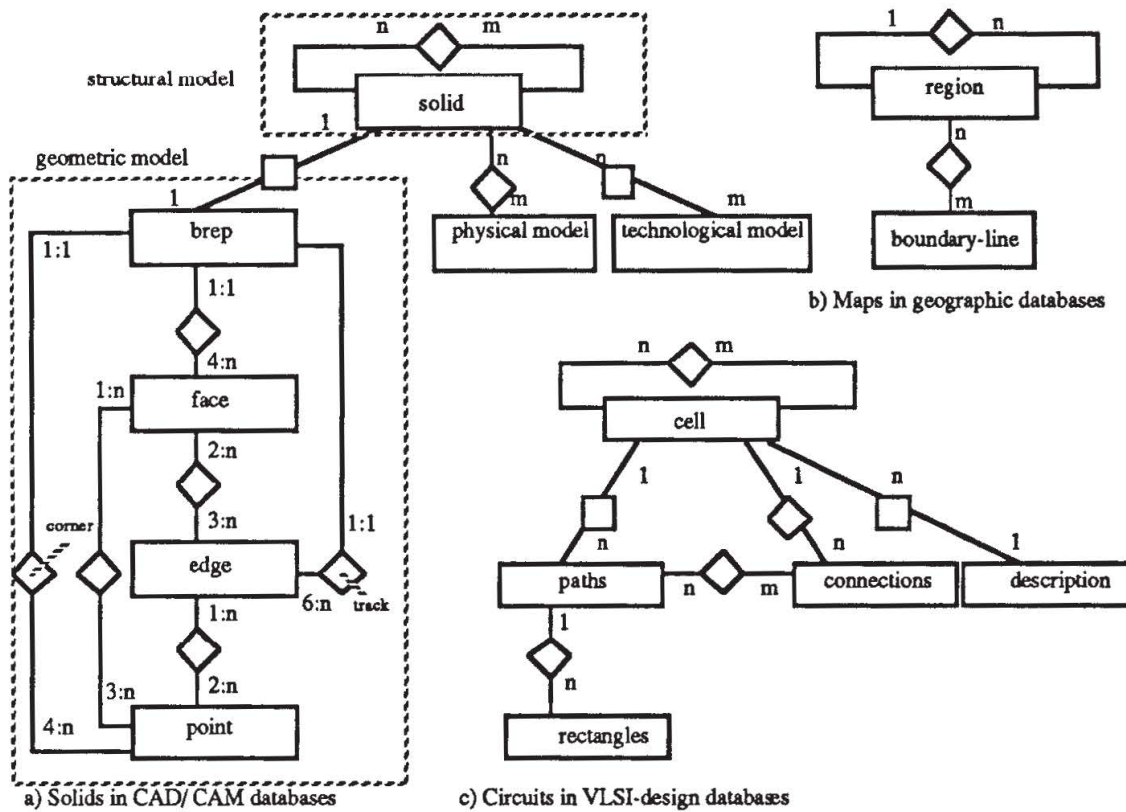 n m
structural model
solid
1
geometric model
n n
1
m m
brep
physical model
technological model
1:1
1:1
4:n
1:n
face
2:n
3:n
corner
1:1
edge
6:n
track
1:n
2:n
3:n
4:n
point
a) Solids in CAD/ CAM databases
1 n
region
n
m
boundary-line
b) Maps in geographic databases
n m
cell
1 1 n
n n 1
paths
n m
connections
description
1
n
rectangles
c) Circuits in VLSI-design databases